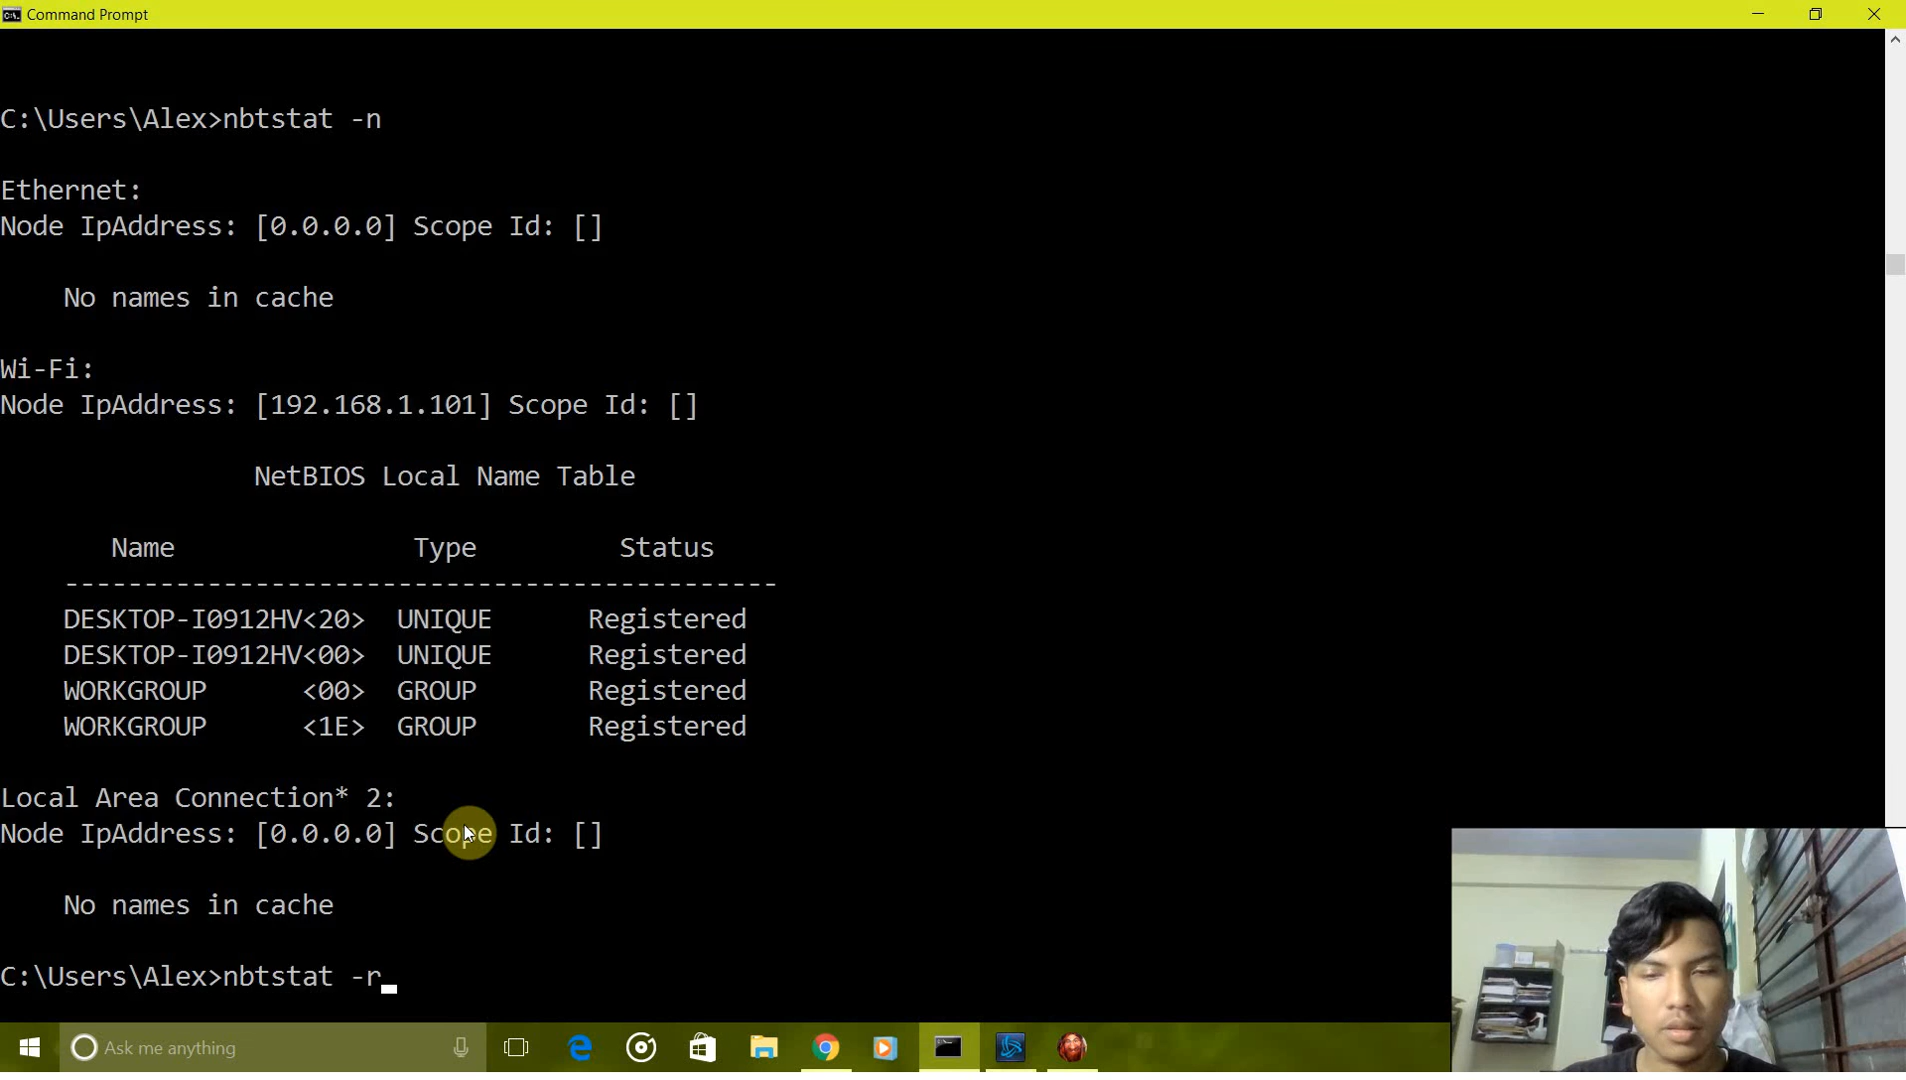 Command Prompt
C:\Users\Alex>nbtstat -n
Ethernet:
Node IpAddress: [0.0.0.0] Scope Id: []
No names in cache
Wi-Fi:
Node IpAddress: [192.168.1.101] Scope Id: []
NetBIOS Local Name Table
Name Type Status
---------------------------------------------
DESKTOP-I0912HV<20> UNIQUE Registered
DESKTOP-I0912HV<00> UNIQUE Registered
WORKGROUP <00> GROUP Registered
WORKGROUP <1E> GROUP Registered
Local Area Connection* 2:
Node IpAddress: [0.0.0.0] Scope Id: []
No names in cache
C:\Users\Alex>nbtstat -r
Ask me anything